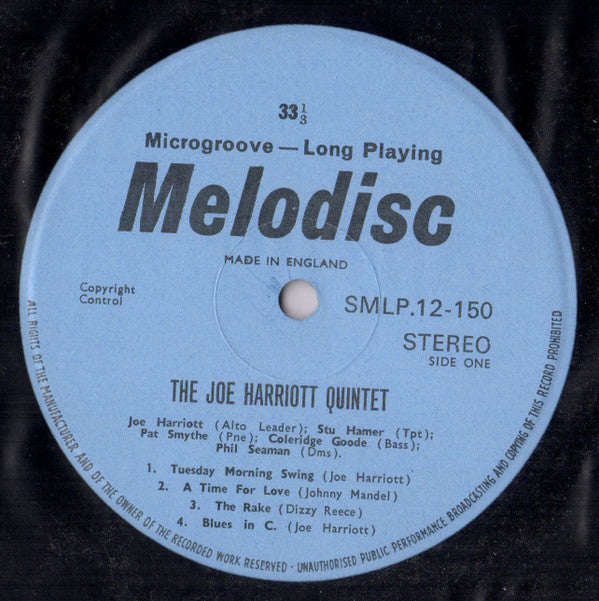 33⅓
Microgroove — Long Playing
Melodisc
MADE IN ENGLAND
Copyright
Control
SMLP.12-150
STEREO
SIDE ONE
THE JOE HARRIOTT QUINTET
Joe Harriott (Alto Leader); Stu Hamer (Tpt);
Pat Smythe (Pne); Coleridge Goode (Bass);
Phil Seaman (Dms).
1. Tuesday Morning Swing (Joe Harriott)
2. A Time For Love (Johnny Mandel)
3. The Rake (Dizzy Reece)
4. Blues in C. (Joe Harriott)
ALL RIGHTS OF THE MANUFACTURER AND OF THE OWNER OF THE RECORDED WORK RESERVED · UNAUTHORISED PUBLIC PERFORMANCE BROADCASTING AND COPYING OF THIS RECORD PROHIBITED